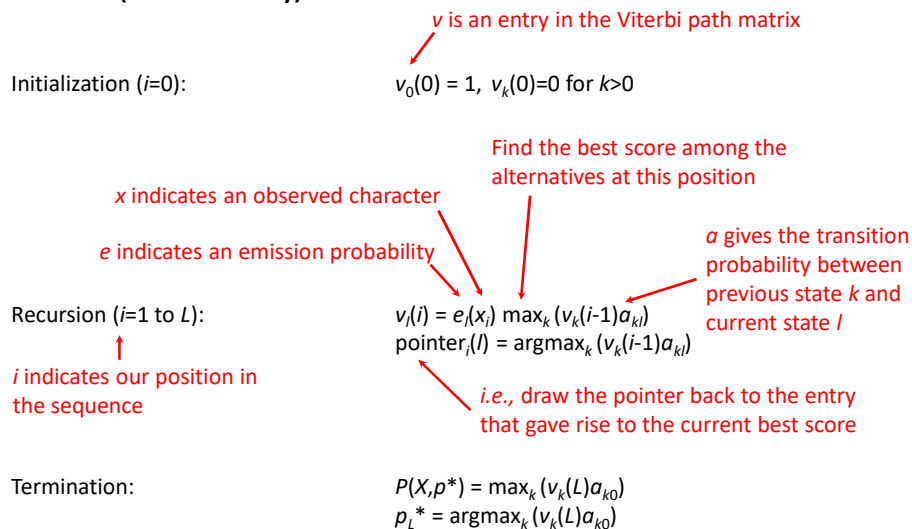 v is an entry in the Viterbi path matrix
Initialization (i=0): v₀(0) = 1, vₖ(0)=0 for k>0
Find the best score among the
alternatives at this position
x indicates an observed character
e indicates an emission probability
a gives the transition
probability between
previous state k and
current state l
Recursion (i=1 to L): vₗ(i) = eₗ(xᵢ) maxₖ (vₖ(i-1)aₖₗ)
pointerᵢ(l) = argmaxₖ (vₖ(i-1)aₖₗ)
i indicates our position in
the sequence
i.e., draw the pointer back to the entry
that gave rise to the current best score
Termination: P(X,p*) = maxₖ (vₖ(L)aₖ₀)
p_L* = argmaxₖ (vₖ(L)aₖ₀)